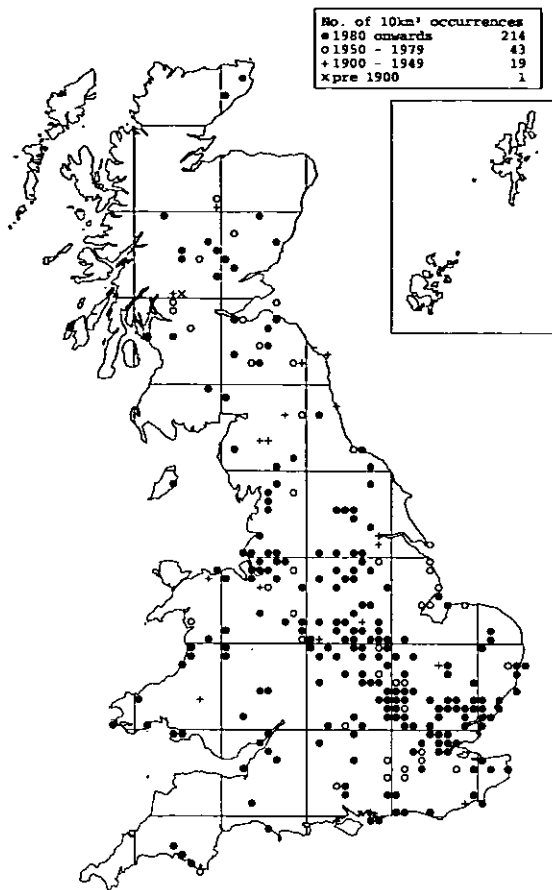 No. of 10km² occurrences
● 1980 onwards 214
○ 1950 - 1979 43
+ 1900 - 1949 19
x pre 1900 1